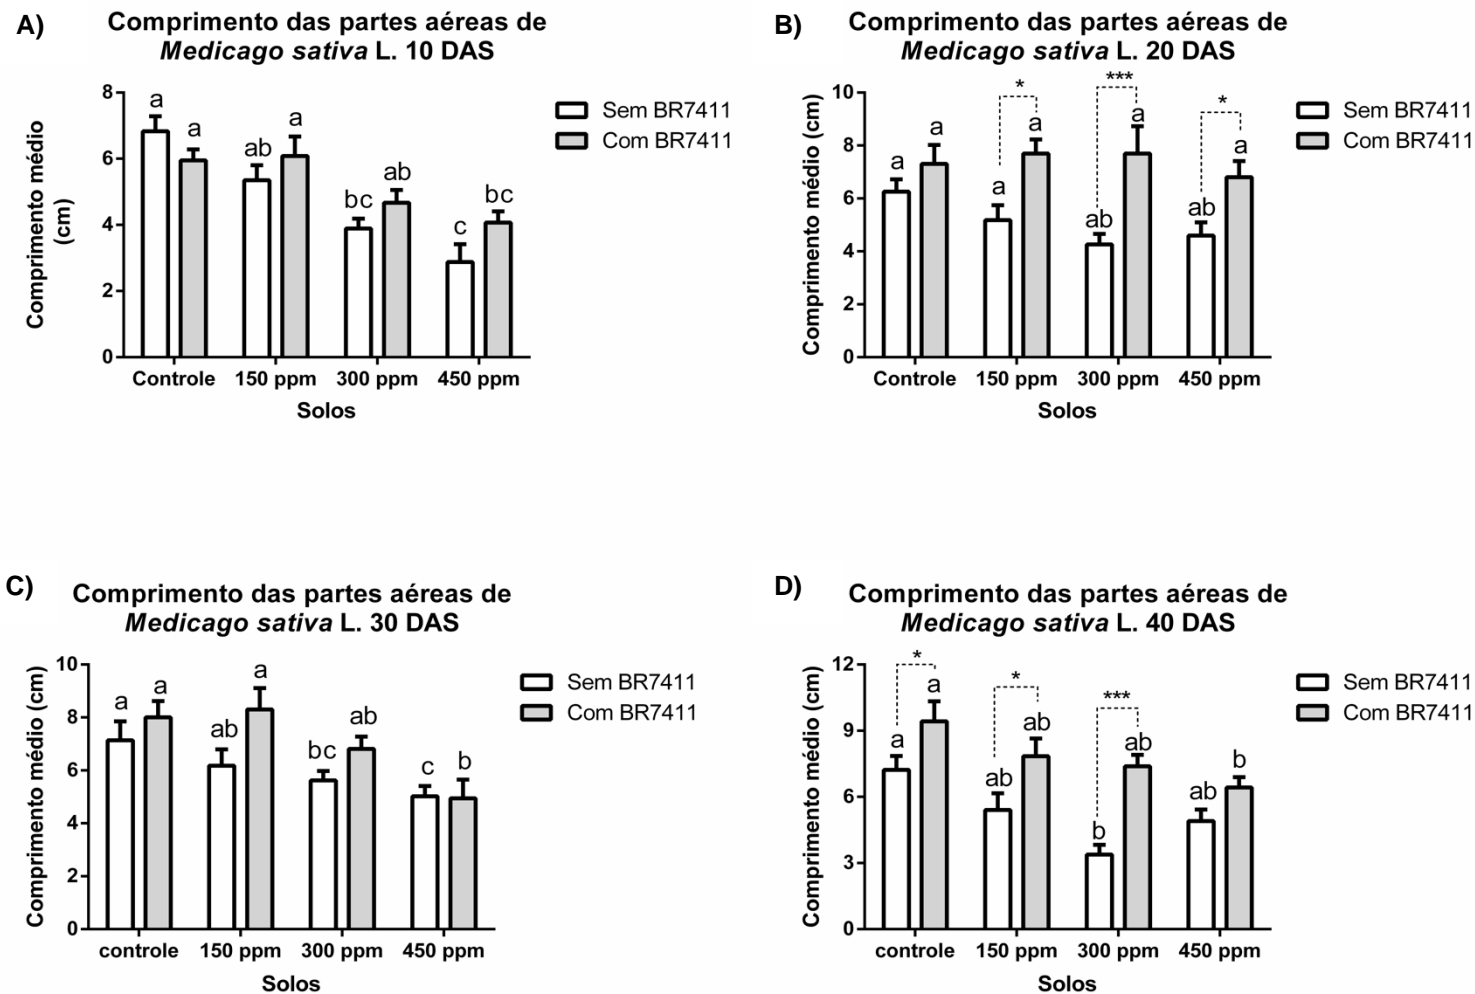 A)
Comprimento das partes aéreas de
Medicago sativa L. 10 DAS
Comprimento médio
(cm)
8
6
4
2
0
a
a
ab
a
bc
ab
c
bc
Controle
150 ppm
300 ppm
450 ppm
Solos
Sem BR7411
Com BR7411
B)
Comprimento das partes aéreas de
Medicago sativa L. 20 DAS
Comprimento médio (cm)
10
8
6
4
2
0
*
***
*
a
a
a
a
ab
a
ab
a
Controle
150 ppm
300 ppm
450 ppm
Solos
Sem BR7411
Com BR7411
C)
Comprimento das partes aéreas de
Medicago sativa L. 30 DAS
Comprimento médio (cm)
10
8
6
4
2
0
a
a
ab
a
bc
ab
c
b
controle
150 ppm
300 ppm
450 ppm
Solos
Sem BR7411
Com BR7411
D)
Comprimento das partes aéreas de
Medicago sativa L. 40 DAS
Comprimento médio (cm)
12
9
6
3
0
*
*
***
a
a
ab
ab
b
ab
ab
b
controle
150 ppm
300 ppm
450 ppm
Solos
Sem BR7411
Com BR7411